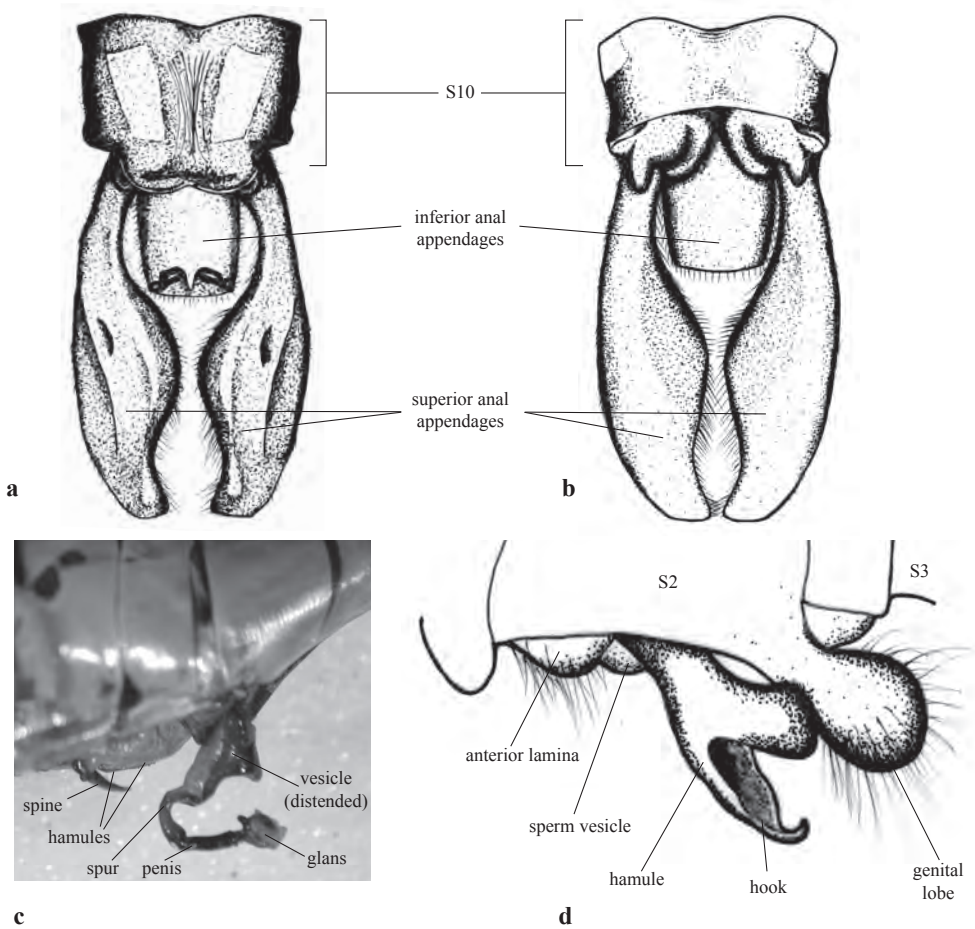 S10
inferior anal
appendages
superior anal
appendages
a
b
S2
S3
anterior lamina
sperm vesicle
hamule
hook
genital
lobe
vesicle
(distended)
spine
hamules
spur
penis
glans
c
d